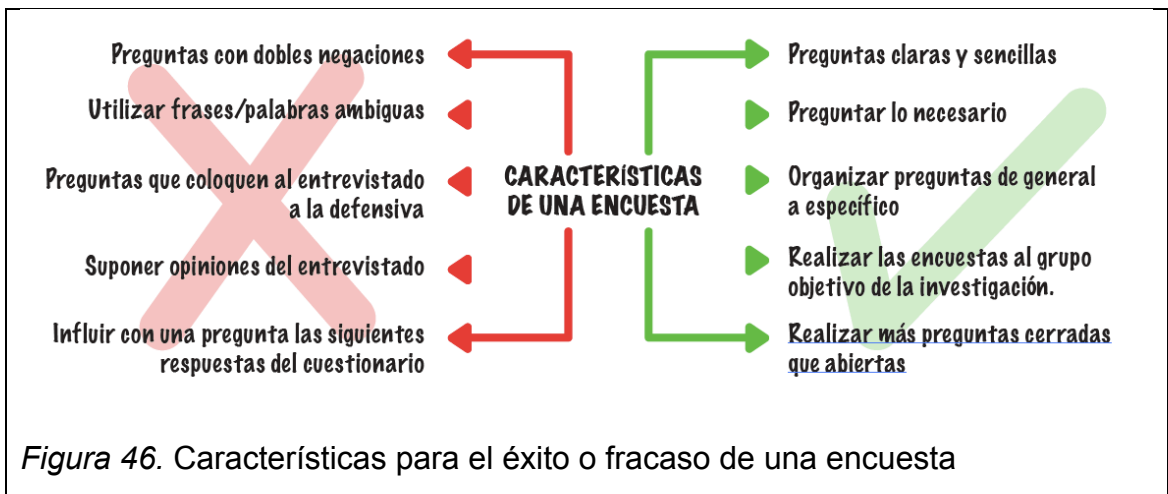 Preguntas con dobles negaciones
Utilizar frases/palabras ambiguas
Preguntas que coloquen al entrevistado
a la defensiva
Suponer opiniones del entrevistado
Influir con una pregunta las siguientes
respuestas del cuestionario
CARACTERÍSTICAS
DE UNA ENCUESTA
Preguntas claras y sencillas
Preguntar lo necesario
Organizar preguntas de general
a específico
Realizar las encuestas al grupo
objetivo de la investigación.
Realizar más preguntas cerradas
que abiertas
Figura 46. Características para el éxito o fracaso de una encuesta